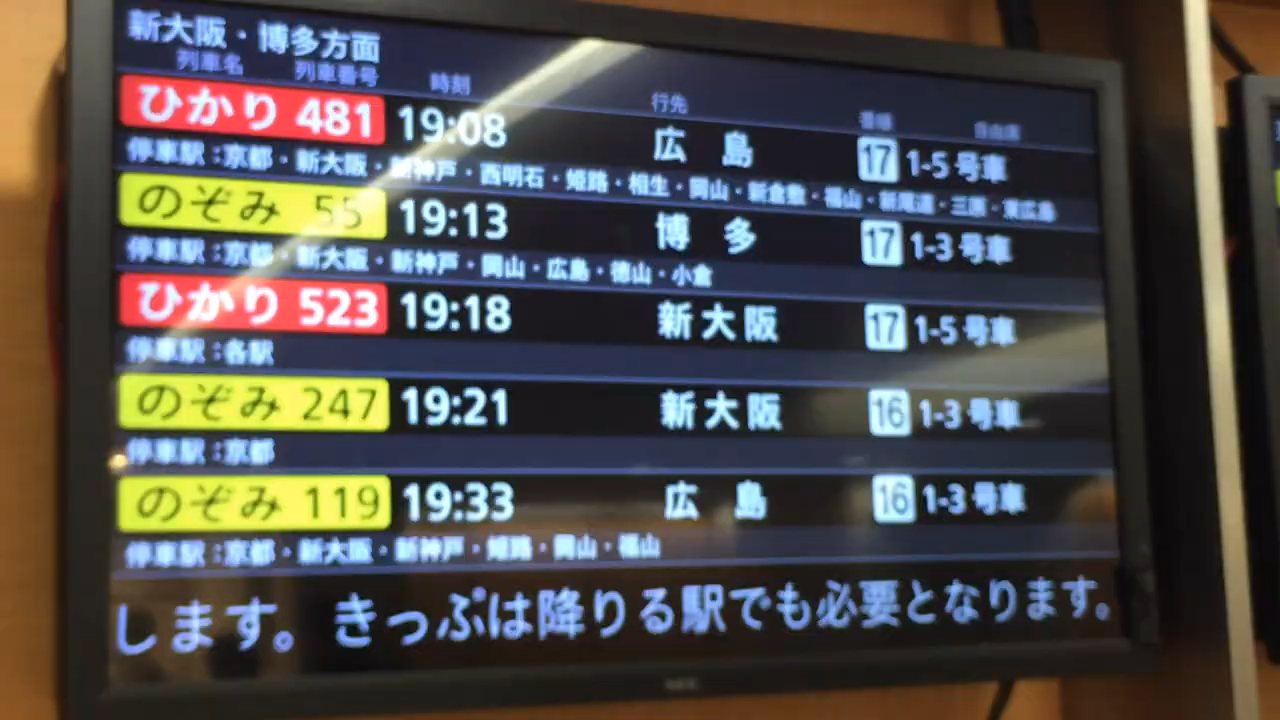 新大阪・博多方面
列車名 列車番号 時刻 行先 番線 自由席
ひかり 481 19:08 広島 17 1-5 号車
停車駅:京都・新大阪・新神戸・西明石・姫路・相生・岡山・新倉敷・福山・新尾道・三原・東広島
のぞみ 55 19:13 博多 17 1-3 号車
停車駅:京都・新大阪・新神戸・岡山・広島・徳山・小倉
ひかり 523 19:18 新大阪 17 1-5 号車
停車駅:各駅
のぞみ 247 19:21 新大阪 16 1-3 号車
停車駅:京都
のぞみ 119 19:33 広島 16 1-3 号車
停車駅:京都・新大阪・新神戸・姫路・岡山・福山
します。きっぷは降りる駅でも必要となります。
NEC